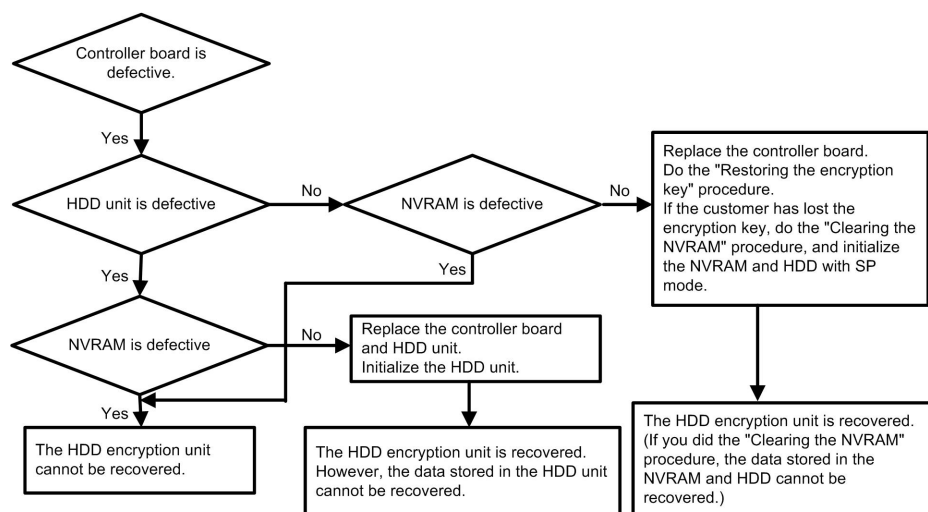 Controller board is
defective.
Yes
HDD unit is defective
No
NVRAM is defective
No
Replace the controller board.
Do the "Restoring the encryption
key" procedure.
If the customer has lost the
encryption key, do the "Clearing the
NVRAM" procedure, and initialize
the NVRAM and HDD with SP
mode.
Yes
Yes
NVRAM is defective
No
Replace the controller board
and HDD unit.
Initialize the HDD unit.
Yes
The HDD encryption unit
cannot be recovered.
The HDD encryption unit is recovered.
However, the data stored in the HDD unit
cannot be recovered.
The HDD encryption unit is recovered.
(If you did the "Clearing the NVRAM"
procedure, the data stored in the
NVRAM and HDD cannot be
recovered.)